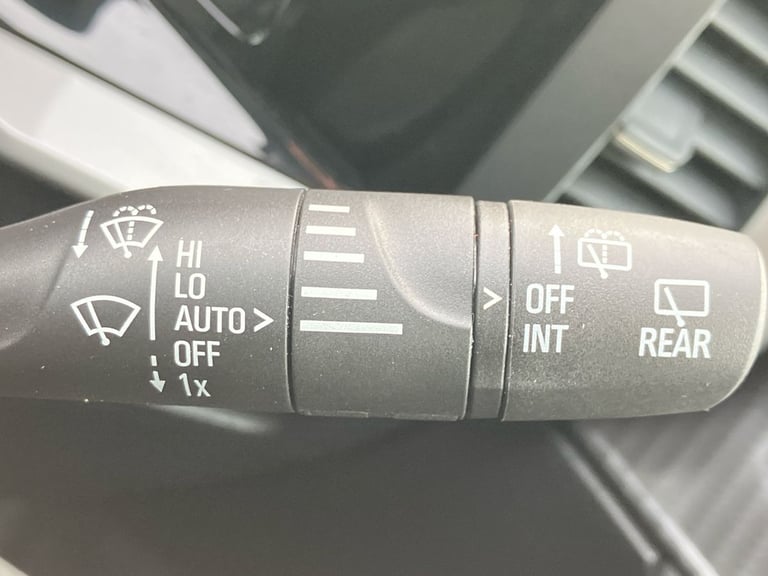 HI
LO
AUTO >
OFF
1x
>
OFF
INT
REAR